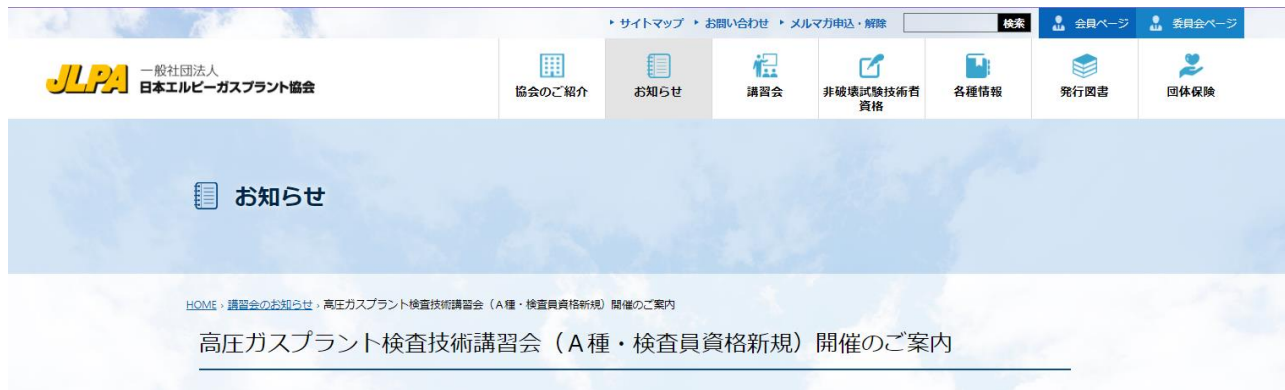 サイトマップ お問い合わせ メルマガ申込・解除 検索 会員ページ 委員会ページ
JLPA 一般社団法人
日本エルピーガスプラント協会
協会のご紹介 お知らせ 講習会 非破壊試験技術者
資格 各種情報 発行図書 団体保険
お知らせ
HOME › 講習会のお知らせ › 高圧ガスプラント検査技術講習会（A種・検査員資格新規）開催のご案内
高圧ガスプラント検査技術講習会（A種・検査員資格新規）開催のご案内